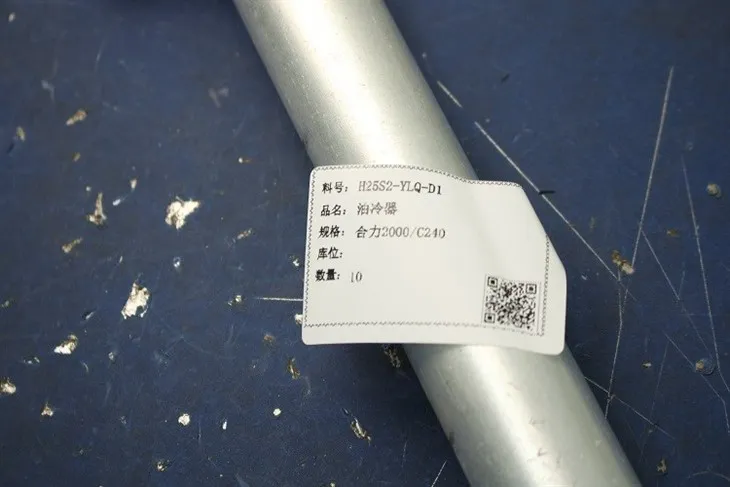 料号: H25S2-YLQ-D1
品名: 油冷器
规格: 合力2000/C240
库位:
数量: 10